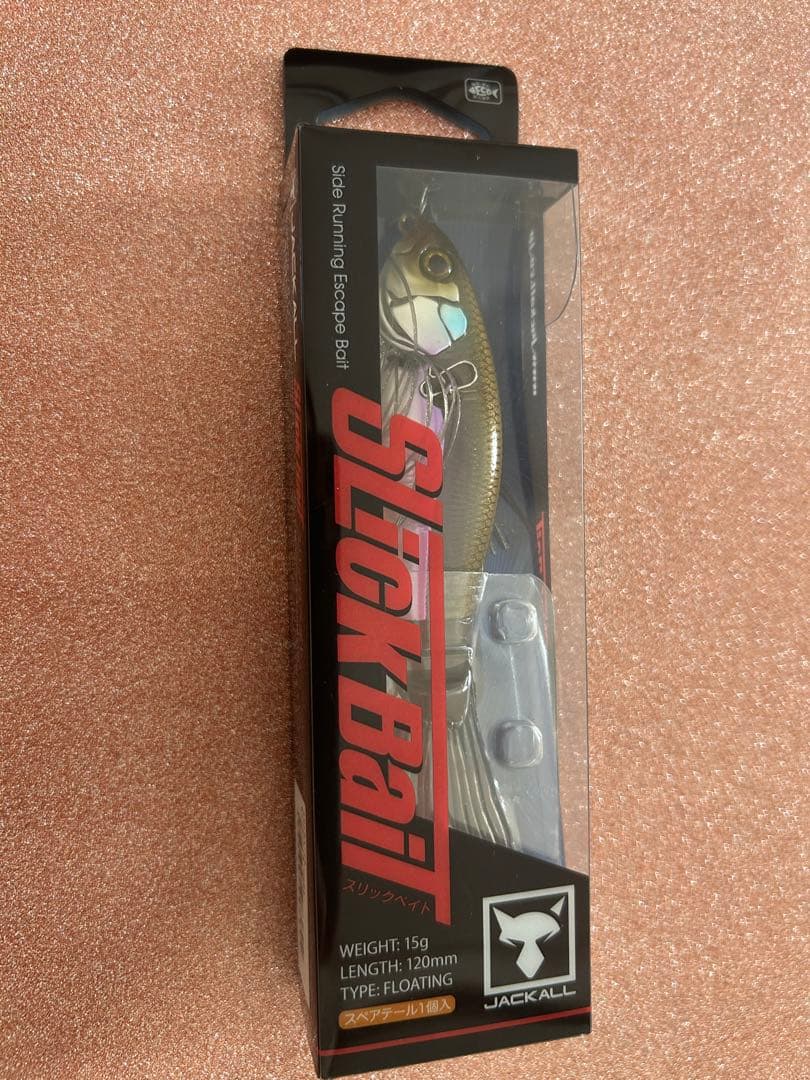 Side Running Escape Bait
SLICK BaiT
スリックベイト
WEIGHT: 15g
LENGTH: 120mm
TYPE: FLOATING
スペアテール1個入
JACKALL